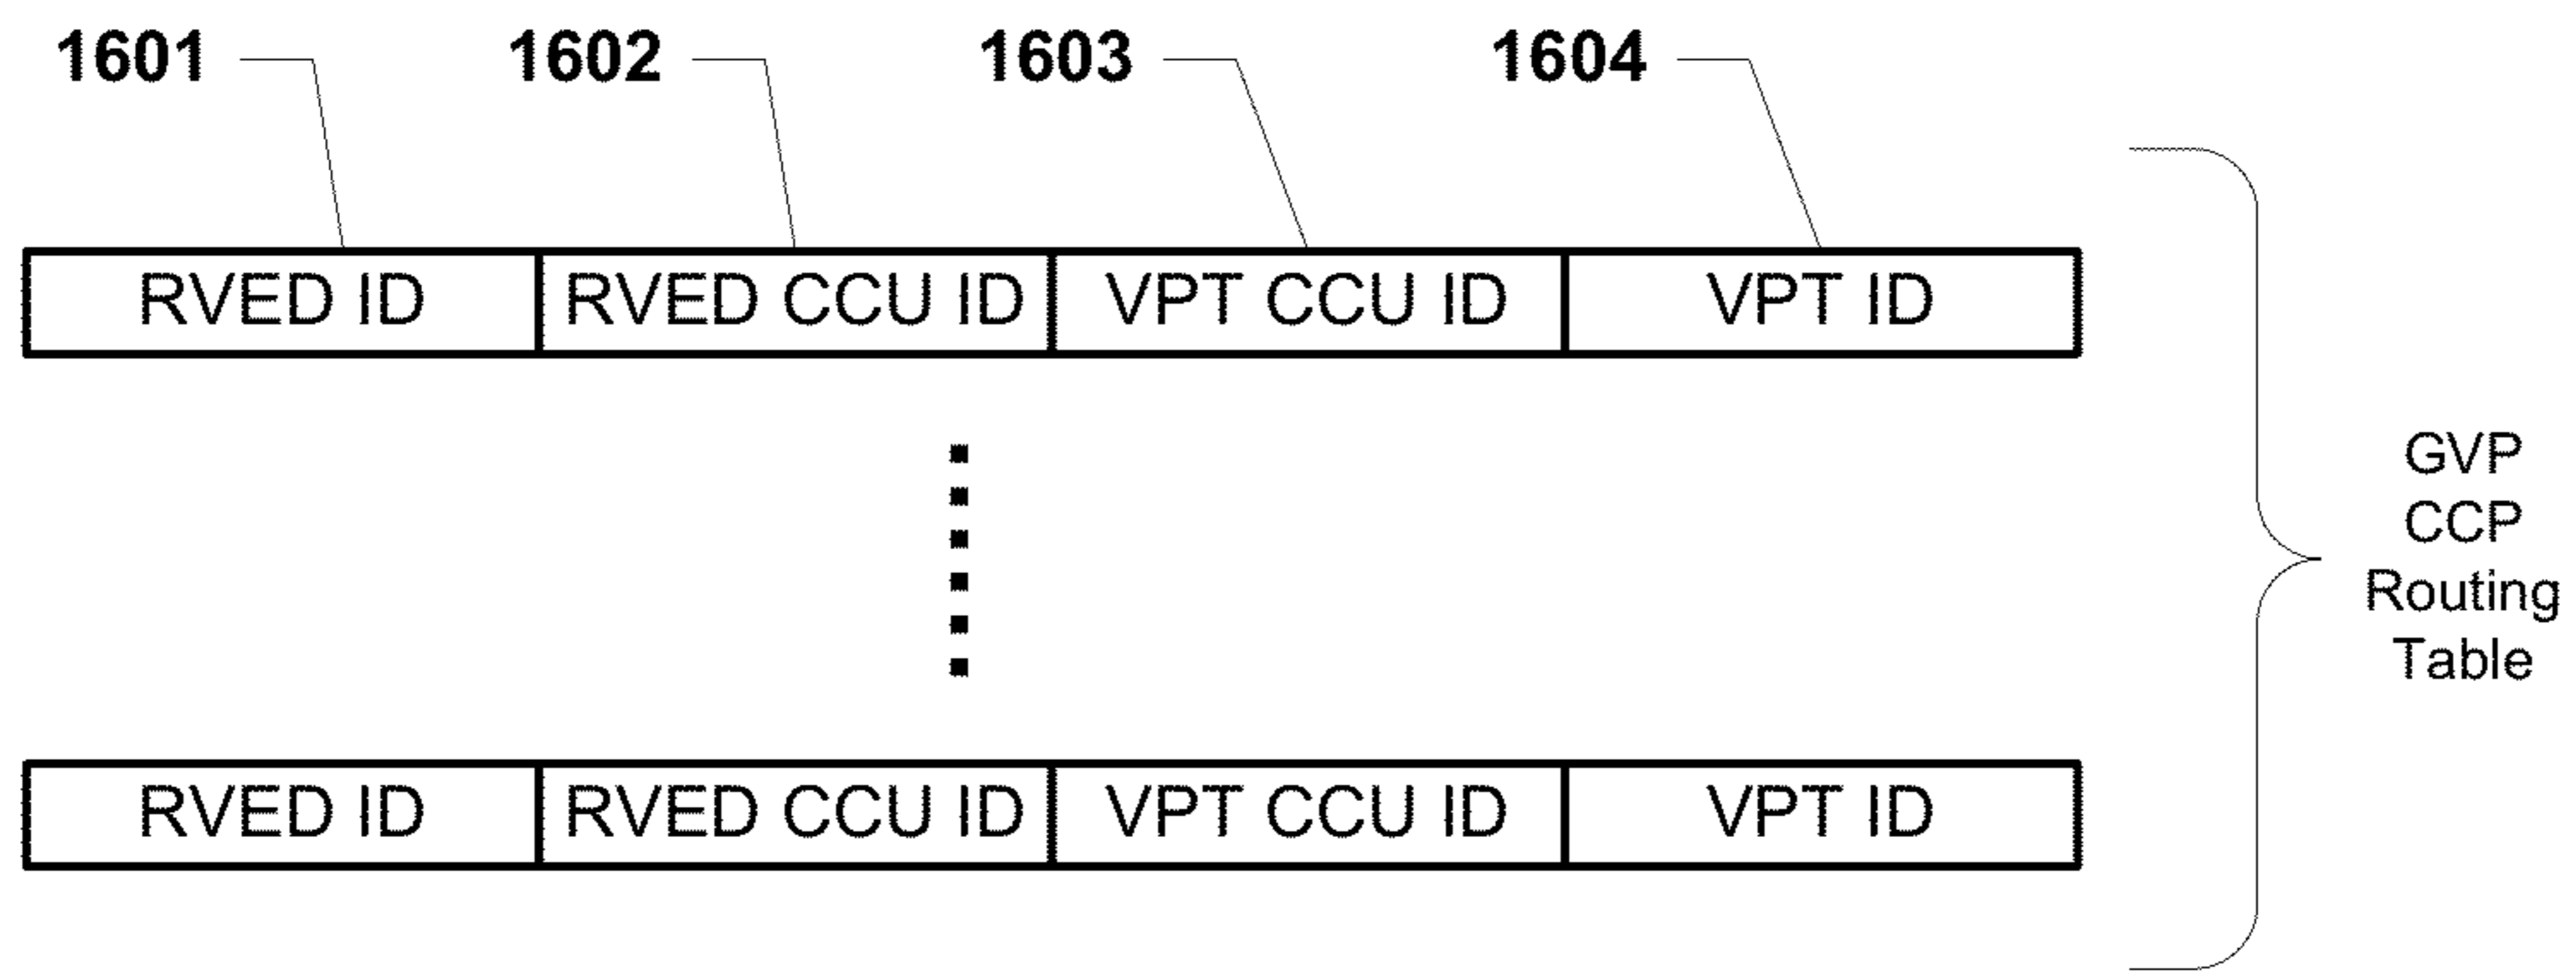 1601 1602 1603 1604
RVED ID RVED CCU ID VPT CCU ID VPT ID
GVP
CCP
Routing
Table
RVED ID RVED CCU ID VPT CCU ID VPT ID